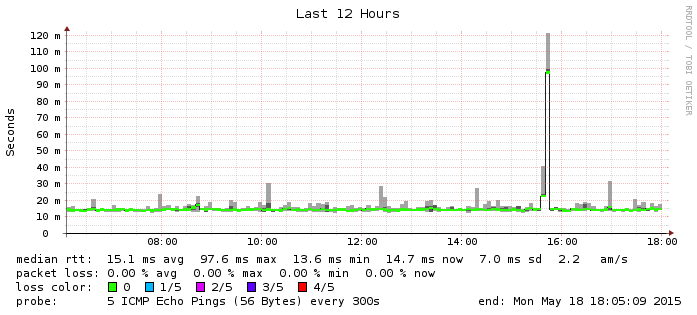 Last 12 Hours
RRDTOOL / TOBI OETIKER
Seconds
120 m
100 m
90 m
80 m
70 m
60 m
50 m
40 m
30 m
20 m
10 m
0
08:00 10:00 12:00 14:00 16:00 18:00
median rtt: 15.1 ms avg 97.6 ms max 13.6 ms min 14.7 ms now 7.0 ms sd 2.2 am/s
packet loss: 0.00 % avg 0.00 % max 0.00 % min 0.00 % now
loss color: 0 1/5 2/5 3/5 4/5
probe: 5 ICMP Echo Pings (56 Bytes) every 300s end: Mon May 18 18:05:09 2015